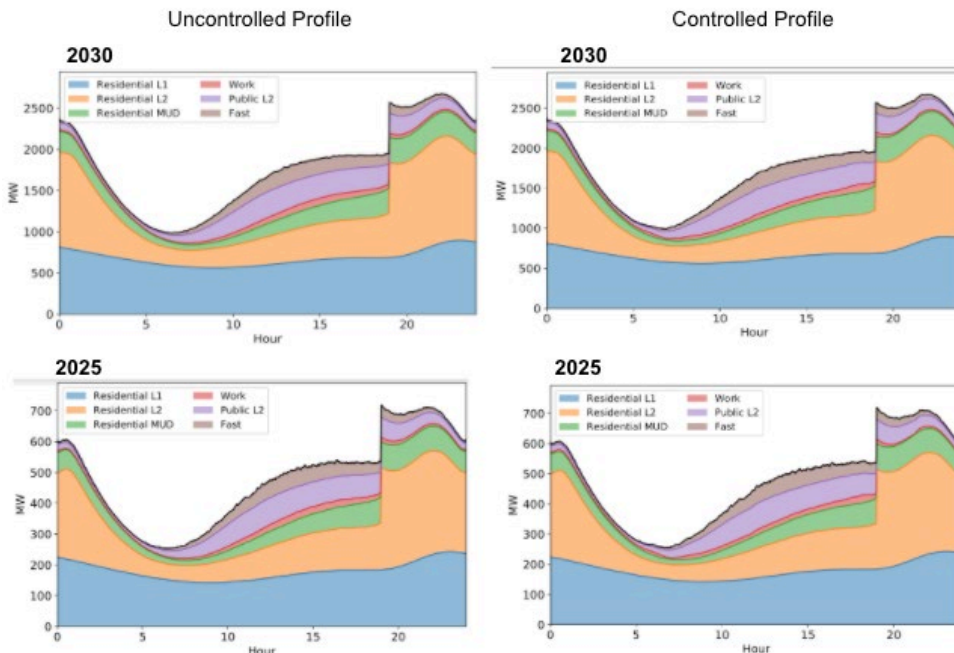 Uncontrolled Profile
Controlled Profile
2030
Residential L1
Residential L2
Residential MUD
Work
Public L2
Fast
2500
2000
1500
1000
500
0
MW
0 5 10 15 20
Hour
2030
Residential L1
Residential L2
Residential MUD
Work
Public L2
Fast
2500
2000
1500
1000
500
0
MW
0 5 10 15 20
Hour
2025
Residential L1
Residential L2
Residential MUD
Work
Public L2
Fast
700
600
500
400
300
200
100
0
MW
0 5 10 15 20
Hour
2025
Residential L1
Residential L2
Residential MUD
Work
Public L2
Fast
700
600
500
400
300
200
100
0
MW
0 5 10 15 20
Hour